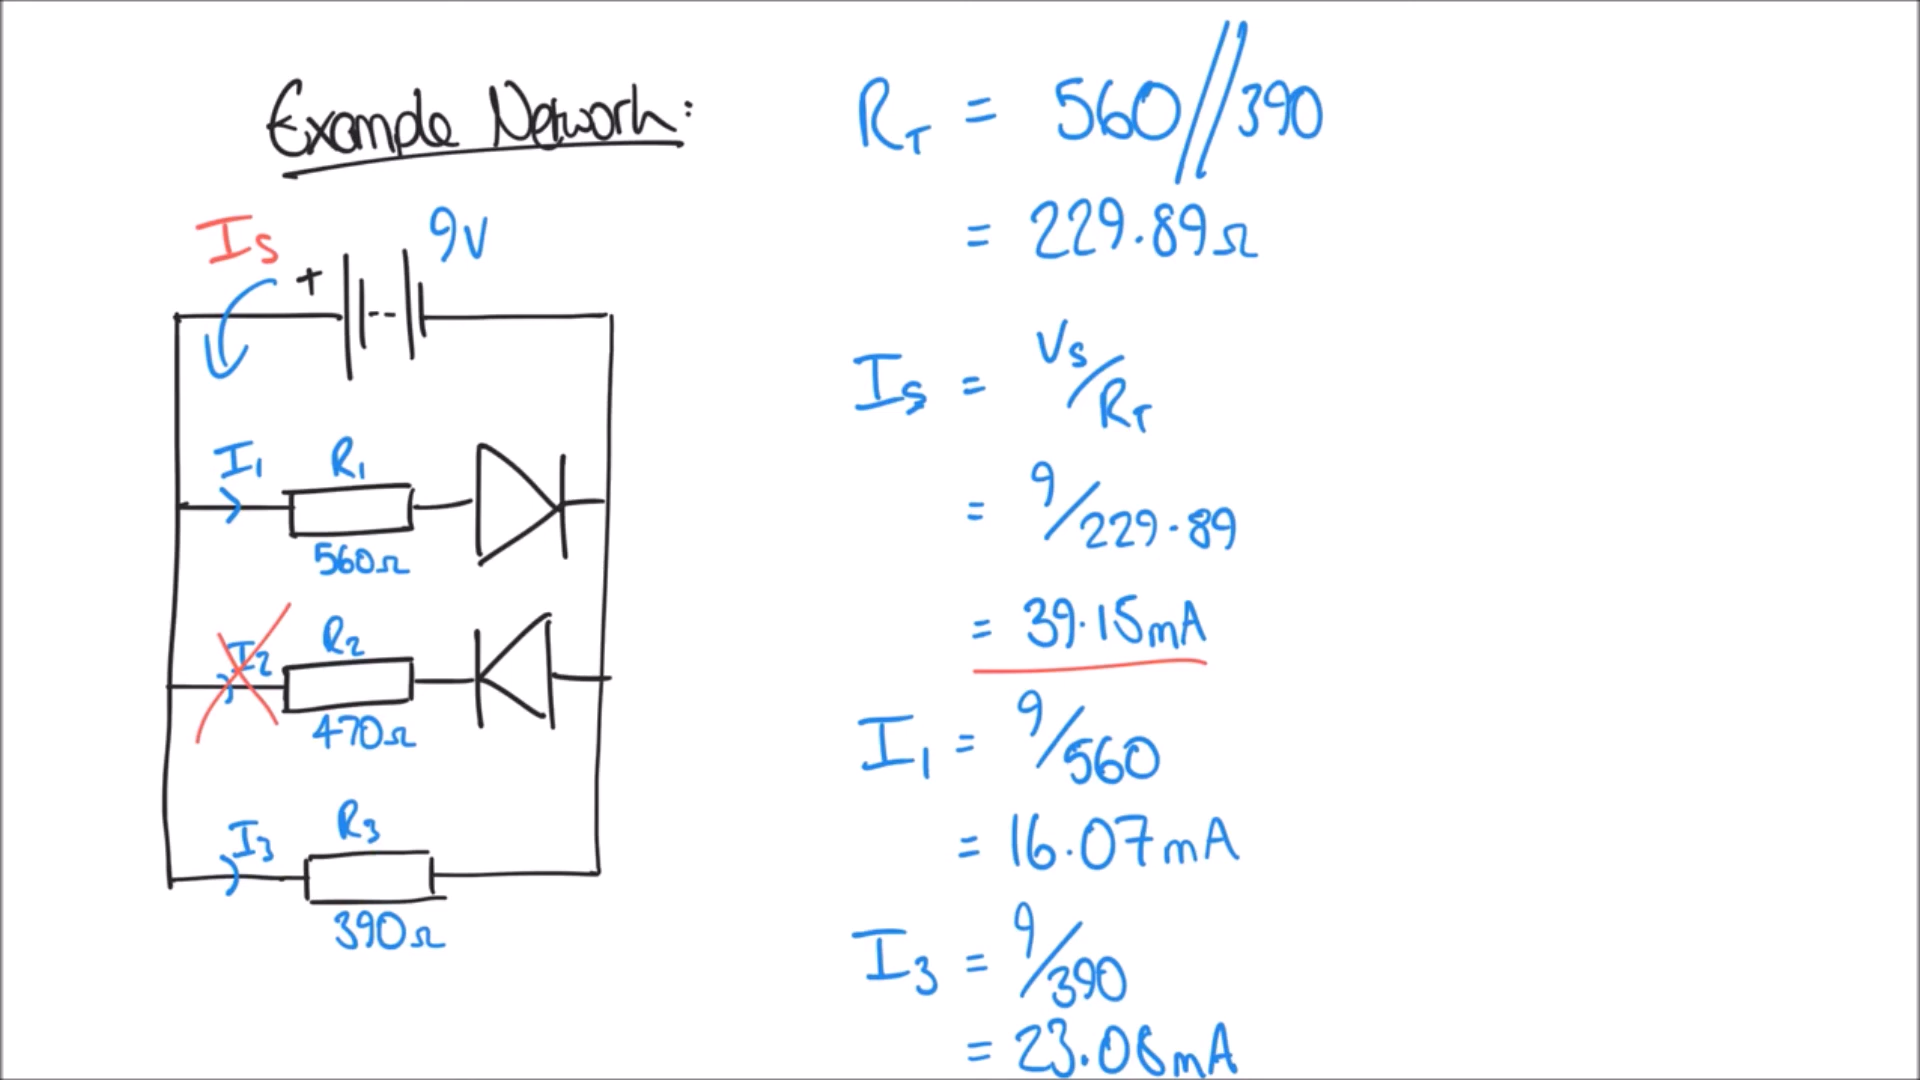 Example Network:
Is
9V
+
I1
R1
560Ω
I2
R2
470Ω
I3
R3
390Ω
RT = 560//390
= 229.89Ω
Is = Vs/RT
= 9/229.89
= 39.15mA
I1 = 9/560
= 16.07mA
I3 = 9/390
= 23.08mA